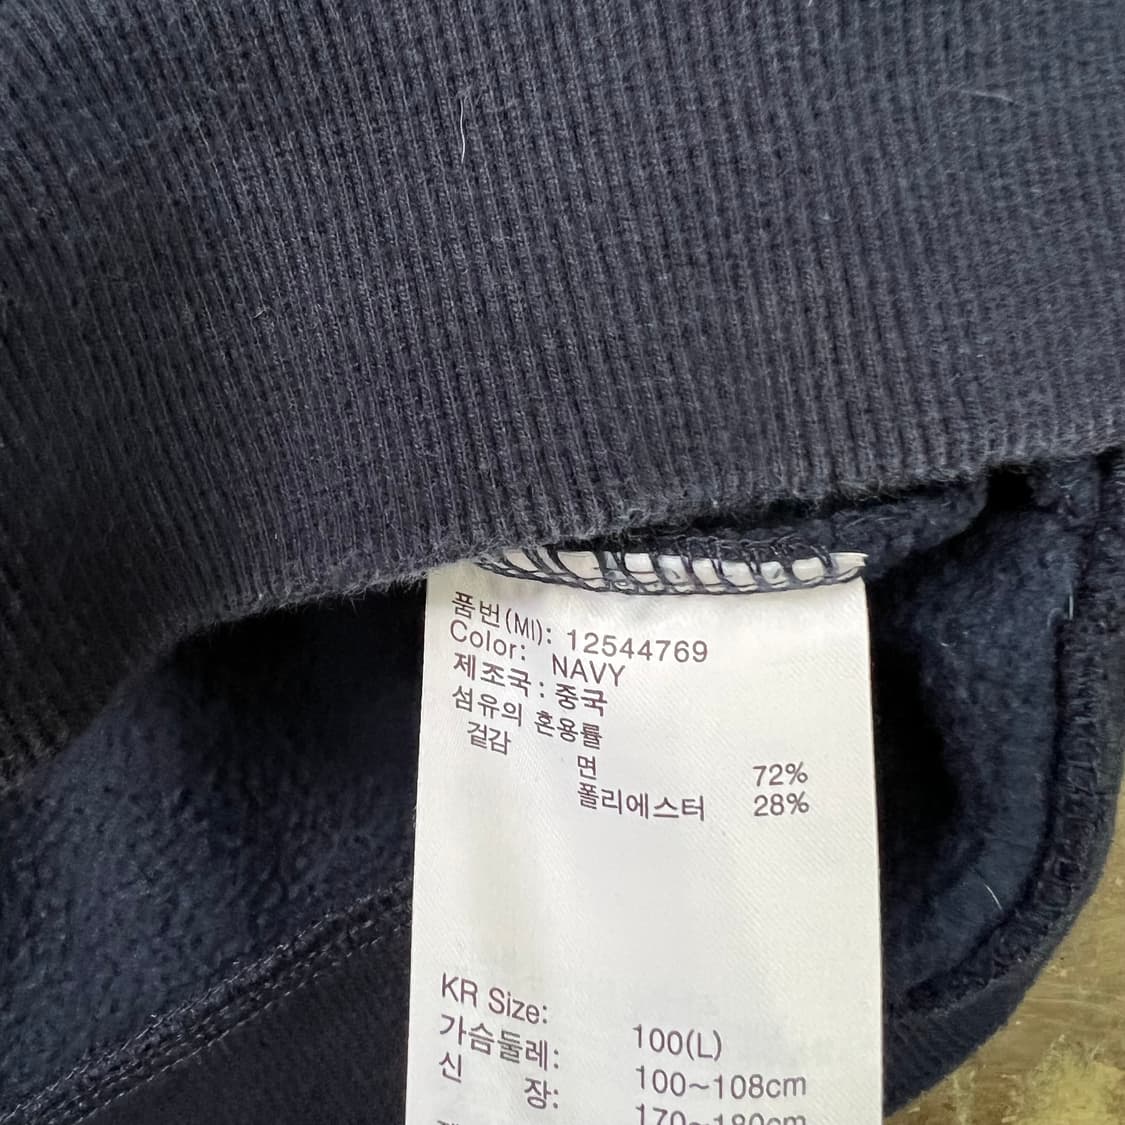 품번(MI): 12544769
Color: NAVY
제조국: 중국
섬유의 혼용률
겉감
면 72%
폴리에스터 28%
KR Size: 100(L)
가슴둘레: 100~108cm
신 장: 170~180cm